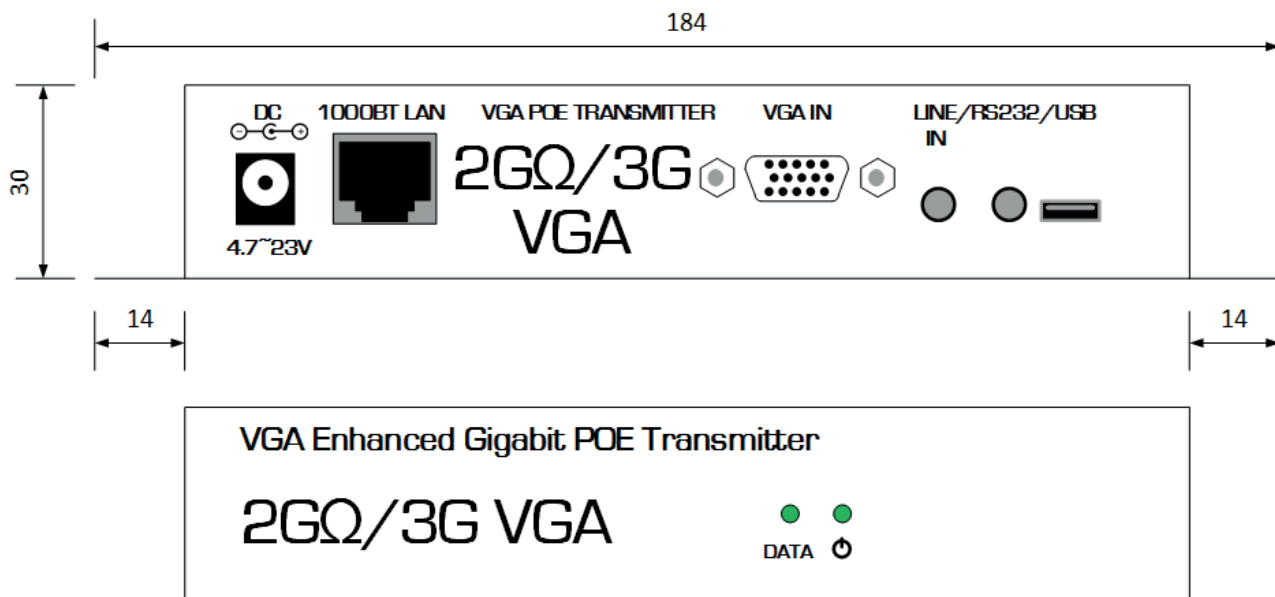 184
30
DC
1000BT LAN
VGA POE TRANSMITTER
VGA IN
LINE/RS232/USB
IN
2GΩ/3G
VGA
4.7~23V
14
14
VGA Enhanced Gigabit POE Transmitter
2GΩ/3G VGA
DATA